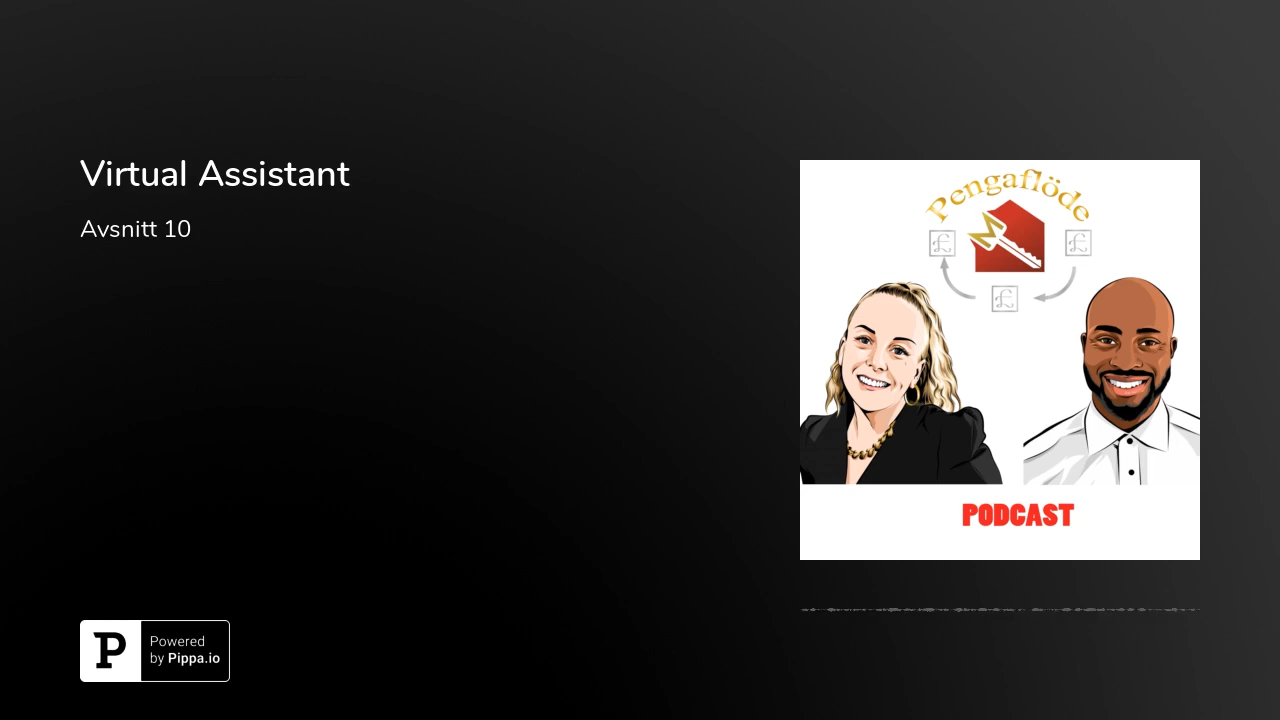 Virtual Assistant
Avsnitt 10
Pengaflöde
£
£
£
PODCAST
P
Powered
by Pippa.io